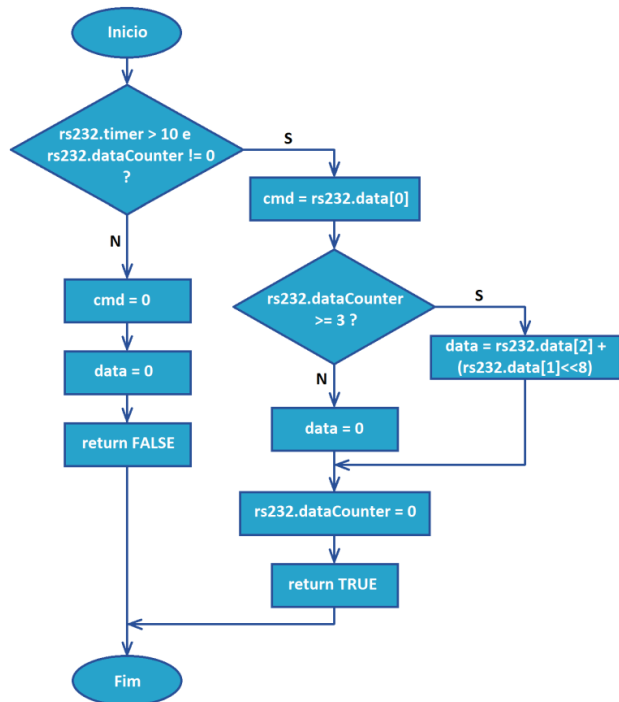 Inicio
rs232.timer > 10 e
rs232.dataCounter != 0
?
S
N
cmd = rs232.data[0]
cmd = 0
rs232.dataCounter
>= 3 ?
S
N
data = rs232.data[2] +
(rs232.data[1]<<8)
data = 0
data = 0
return FALSE
rs232.dataCounter = 0
return TRUE
Fim